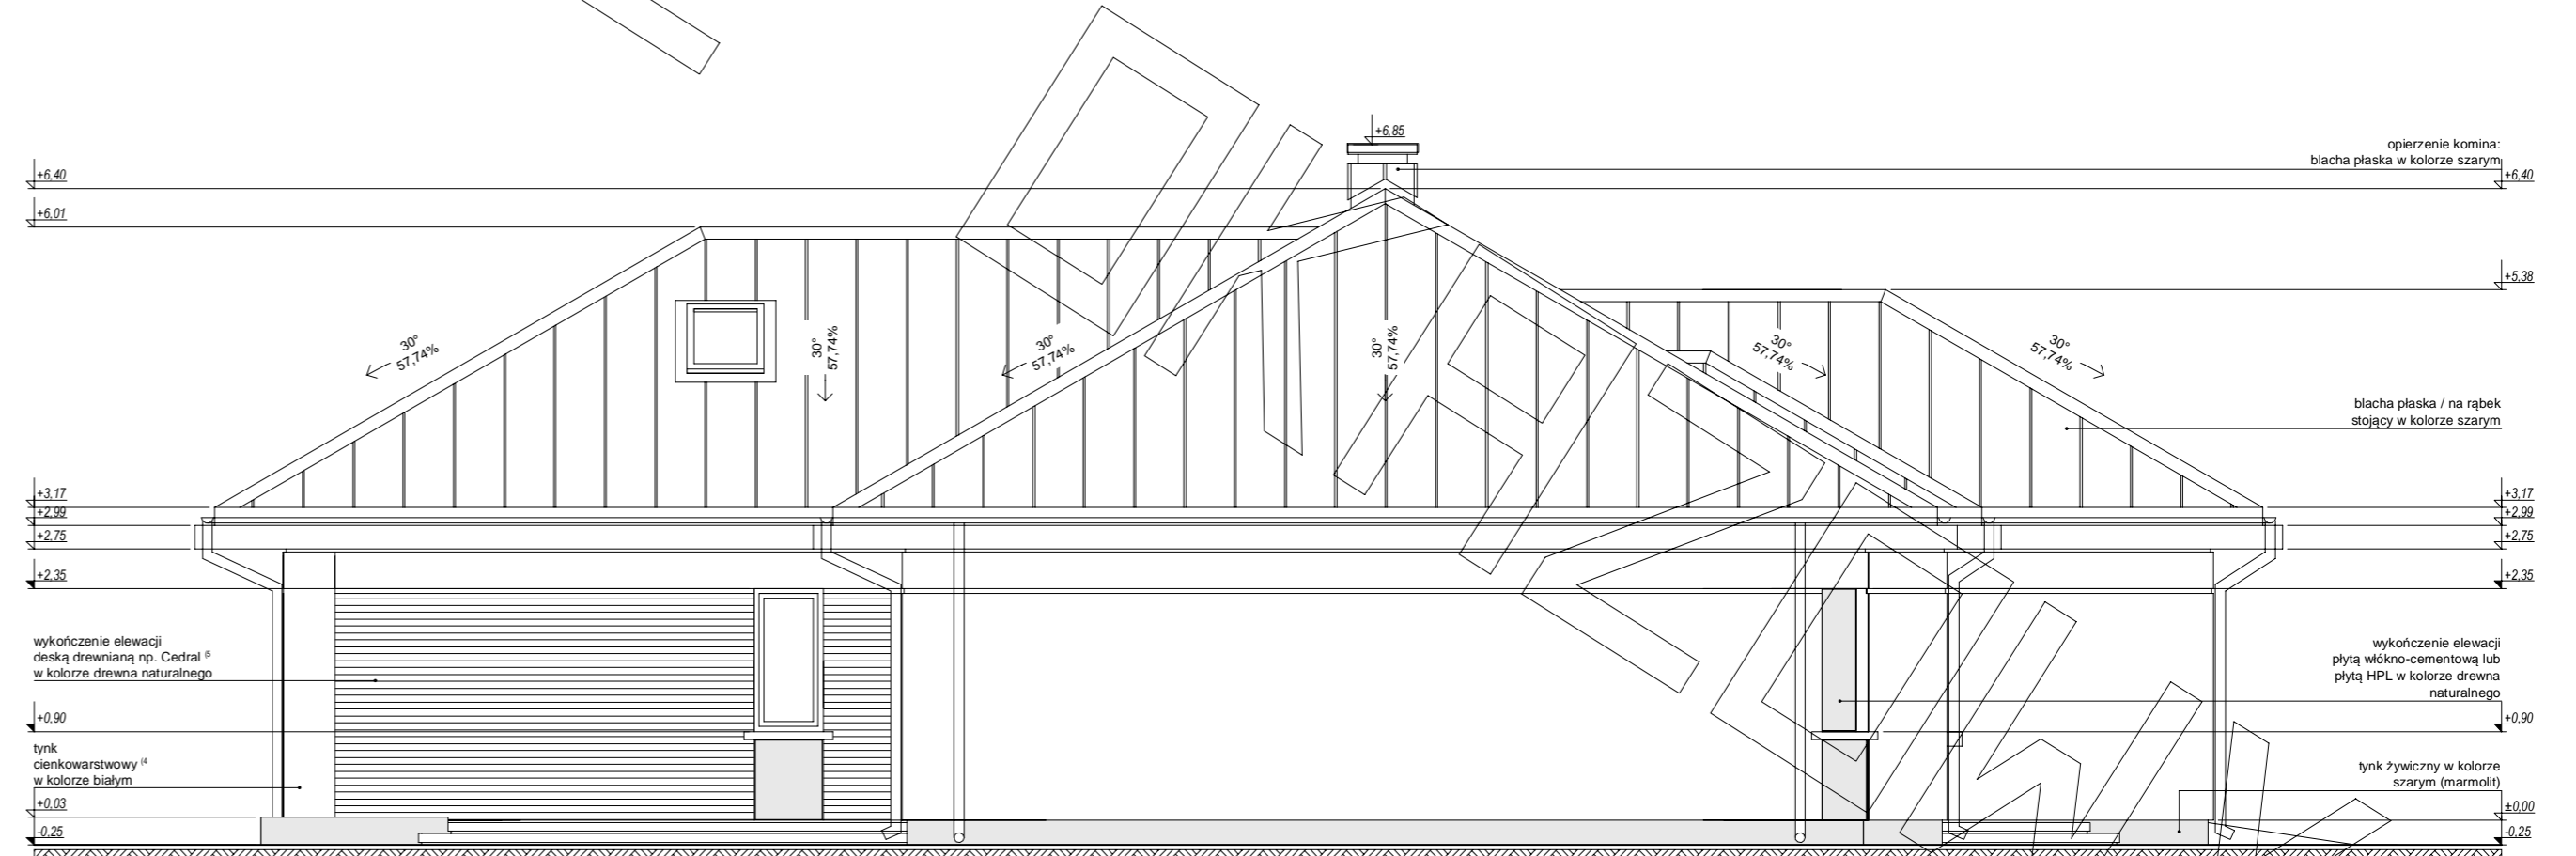 +6,85
opierzenie komina:
blacha płaska w kolorze szarym
+6,40
+6,40
+6,01
+5,38
30°
57,74%
30°
57,74%
30°
57,74%
30°
57,74%
30°
57,74%
30°
57,74%
blacha płaska / na rąbek
stojący w kolorze szarym
+3,17
+2,99
+2,75
+2,35
+3,17
+2,99
+2,75
+2,35
wykończenie elewacji
deską drewnianą np. Cedral (5
w kolorze drewna naturalnego
wykończenie elewacji
płytą włókno-cementową lub
płytą HPL w kolorze drewna
naturalnego
+0,90
+0,90
tynk
cienkowarstwowy (4
w kolorze białym
tynk żywiczny w kolorze
szarym (marmolit)
+0,03
-0,25
±0,00
-0,25